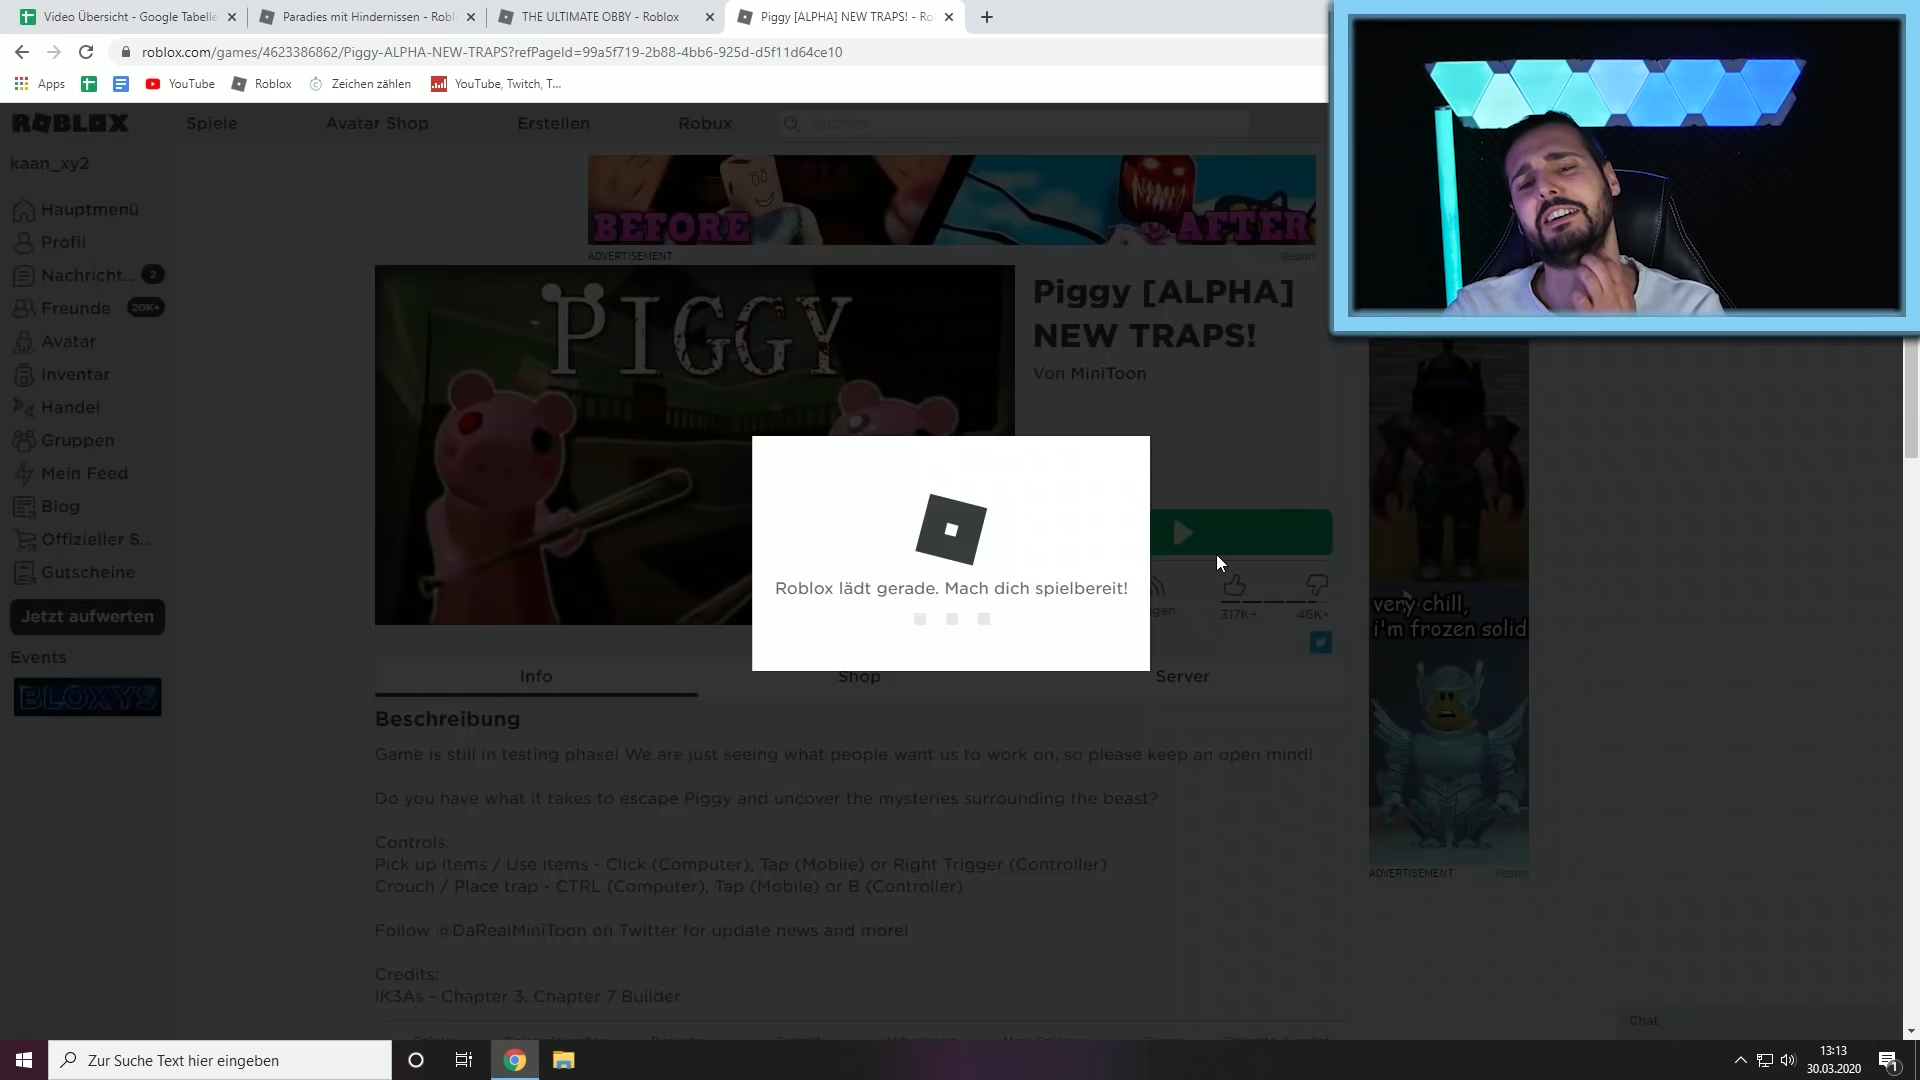 Video Übersicht - Google Tabelle
Paradies mit Hindernissen - Robl
THE ULTIMATE OBBY - Roblox
Piggy [ALPHA] NEW TRAPS! - Ro
roblox.com/games/4623386862/Piggy-ALPHA-NEW-TRAPS?refPageId=99a5f719-2b88-4bb6-925d-d5f11d64ce10
Apps
YouTube
Roblox
Zeichen zählen
YouTube, Twitch, T...
ROBLOX
Spiele
Avatar Shop
Erstellen
Robux
Suchen
kaan_xy2
Hauptmenü
Profil
Nachricht... 2
Freunde 20K+
Avatar
Inventar
Handel
Gruppen
Mein Feed
Blog
Offizieller S...
Gutscheine
Jetzt aufwerten
Events
BLOXYS
BEFORE
AFTER
ADVERTISEMENT
Report
PIGGY
Piggy [ALPHA]
NEW TRAPS!
Von MiniToon
Roblox lädt gerade. Mach dich spielbereit!
317K+
46K+
Info
Shop
Server
Beschreibung
Game is still in testing phase! We are just seeing what people want us to work on, so please keep an open mind!
Do you have what it takes to escape Piggy and uncover the mysteries surrounding the beast?
Controls:
Pick up items / Use items - Click (Computer), Tap (Mobile) or Right Trigger (Controller)
Crouch / Place trap - CTRL (Computer), Tap (Mobile) or B (Controller)
Follow @DaRealMiniToon on Twitter for update news and more!
Credits:
iK3As - Chapter 3, Chapter 7 Builder
very chill,
i'm frozen solid
ADVERTISEMENT
Report
Chat
Zur Suche Text hier eingeben
13:13
30.03.2020
1